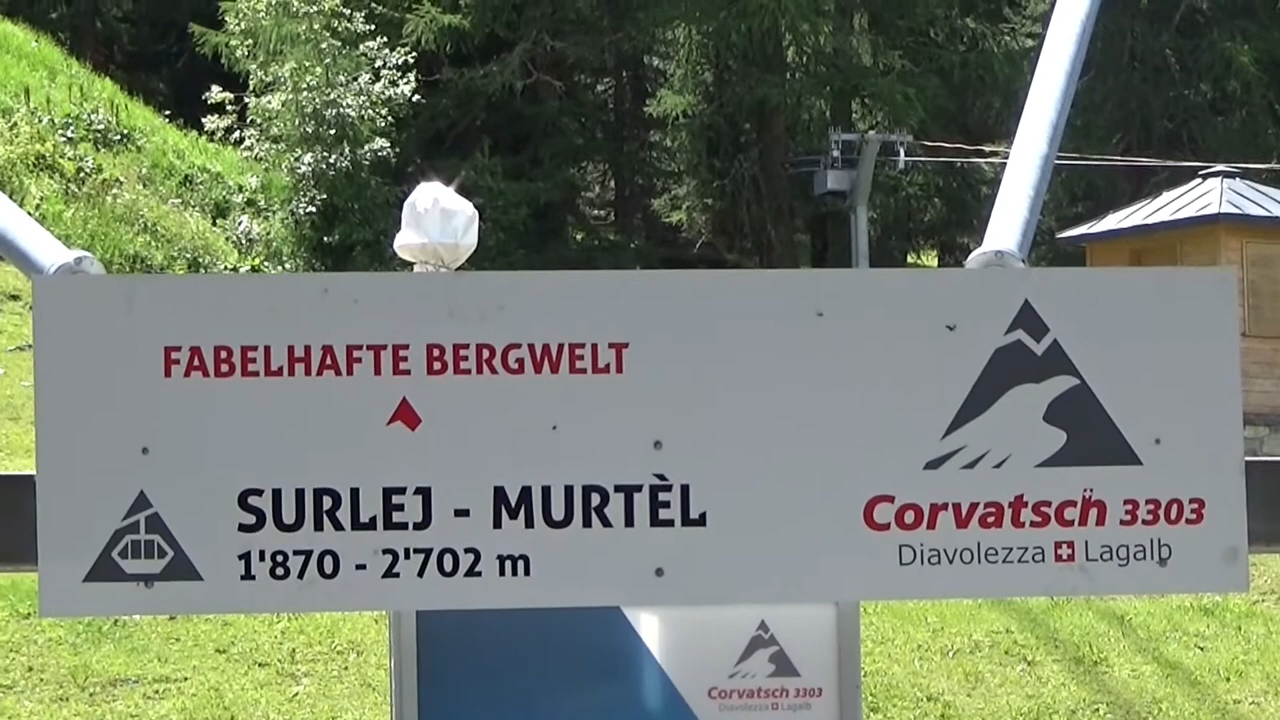 FABELHAFTE BERGWELT
SURLEJ - MURTÈL
1'870 - 2'702 m
Corvatsch 3303
Diavolezza Lagalb
Corvatsch 3303
Diavolezza Lagalb